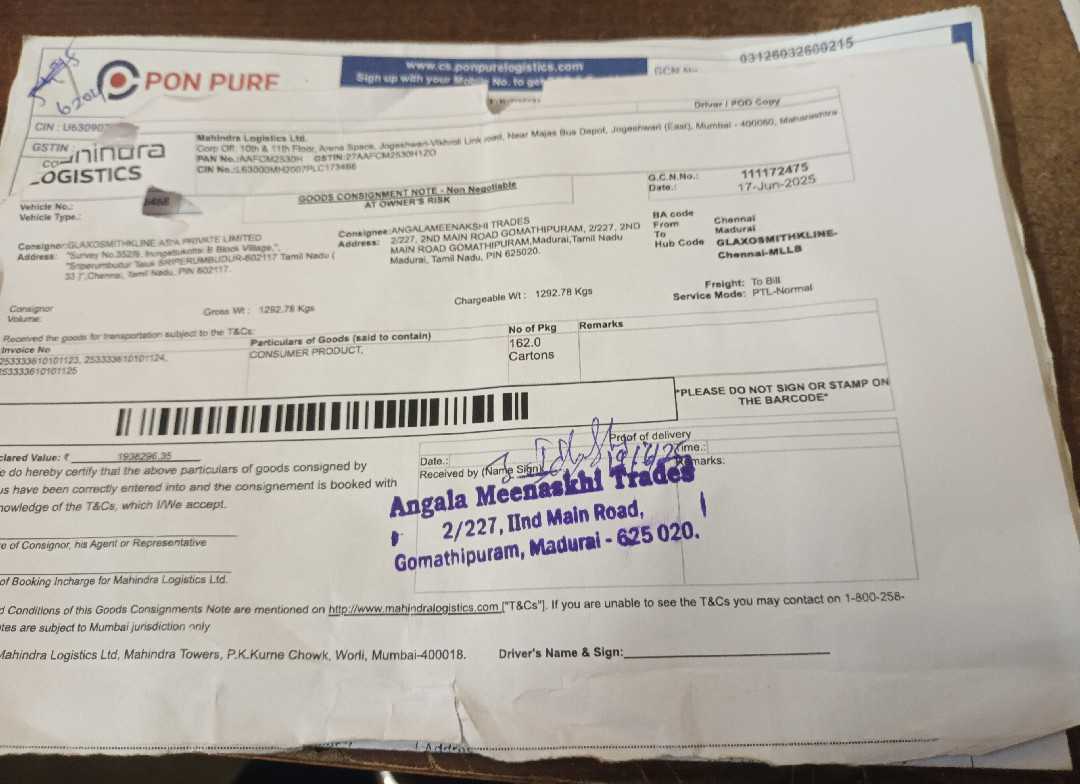 03126032600215
www.cs.ponpurelogistics.com
Sign up with your Mobile No. to get
GCN No.
PON PURE
Driver / POD Copy
CIN : U63090
GSTIN
Mahindra Logistics Ltd.
Corp Off: 10th & 11th Floor, Arena Space, Jogeshwari-Vikhroli Link road, Near Majas Bus Depot, Jogeshwari (East), Mumbai - 400060, Maharashtra
PAN No.:AAFCM2530H GSTIN:27AAFCM2530H1ZO
CIN No.:L63000MH2007PLC173466
LOGISTICS
GOODS CONSIGNMENT NOTE - Non Negotiable
AT OWNER'S RISK
G.C.N.No.: 111172475
Date.: 17-Jun-2025
Vehicle No.:
Vehicle Type.:
Consignor:GLAXOSMITHKLINE ASIA PRIVATE LIMITED
Address: "Survey No.352/9, Irungattukottai B Block Village,",
"Sriperumbudur Taluk SRIPERUMBUDUR-602117 Tamil Nadu (
33 )",Chennai, Tamil Nadu, PIN 602117.
Consignee:ANGALAMEENAKSHI TRADES
Address: 2/227, 2ND MAIN ROAD GOMATHIPURAM, 2/227, 2ND
MAIN ROAD GOMATHIPURAM,Madurai,Tamil Nadu
Madurai, Tamil Nadu, PIN 625020.
BA code
From Chennai
To Madurai
Hub Code GLAXOSMITHKLINE-
Chennai-MLLB
Consignor
Volume:
Gross Wt : 1292.78 Kgs
Chargeable Wt : 1292.78 Kgs
Freight: To Bill
Service Mode: PTL-Normal
Received the goods for transportation subject to the T&Cs:
Invoice No
Particulars of Goods (said to contain)
No of Pkg
Remarks
253333610101123, 253333610101124,
253333610101125
CONSUMER PRODUCT,
162.0
Cartons
*PLEASE DO NOT SIGN OR STAMP ON
THE BARCODE*
clared Value: ₹ 1938296.35
e do hereby certify that the above particulars of goods consigned by
us have been correctly entered into and the consignement is booked with
nowledge of the T&Cs, which I/We accept.
Proof of delivery
Date.:
Time.:
Received by (Name Sign)
Remarks:
Angala Meenaskhi Trades
2/227, IInd Main Road,
Gomathipuram, Madurai - 625 020.
e of Consignor, his Agent or Representative
of Booking Incharge for Mahindra Logistics Ltd.
d Conditions of this Goods Consignments Note are mentioned on http://www.mahindralogistics.com ["T&Cs"]. If you are unable to see the T&Cs you may contact on 1-800-258-
tes are subject to Mumbai jurisdiction only
Mahindra Logistics Ltd, Mahindra Towers, P.K.Kurne Chowk, Worli, Mumbai-400018.
Driver's Name & Sign: